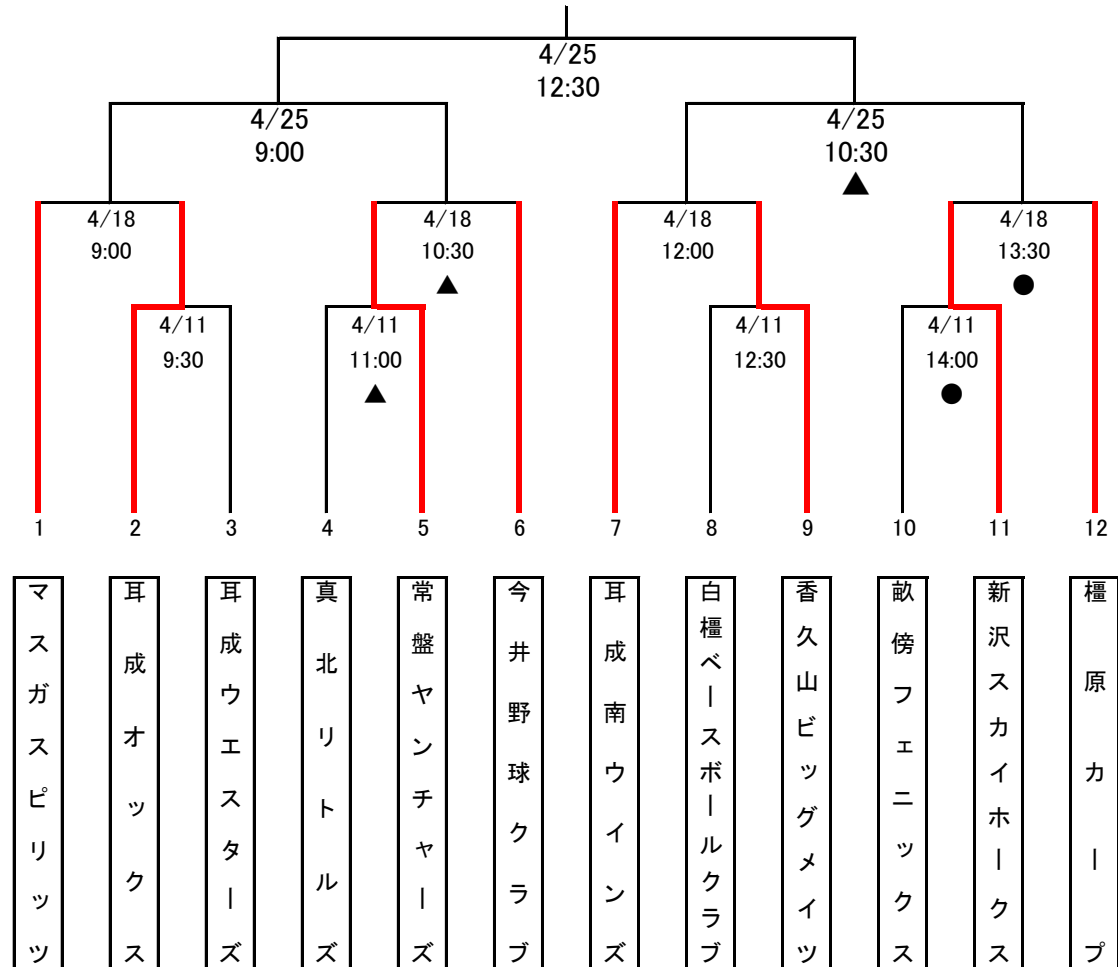 4/25
12:30
4/25
9:00
4/25
10:30
▲
4/18
9:00
4/18
10:30
▲
4/18
12:00
4/18
13:30
●
4/11
9:30
4/11
11:00
▲
4/11
12:30
4/11
14:00
●
1 2 3 4 5 6 7 8 9 10 11 12
マスガスピリッツ
耳成オックス
耳成ウエスターズ
真北リトルズ
常盤ヤンチャーズ
今井野球クラブ
耳成南ウインズ
白橿ベースボールクラブ
香久山ビッグメイツ
畝傍フェニックス
新沢スカイホークス
橿原カープ